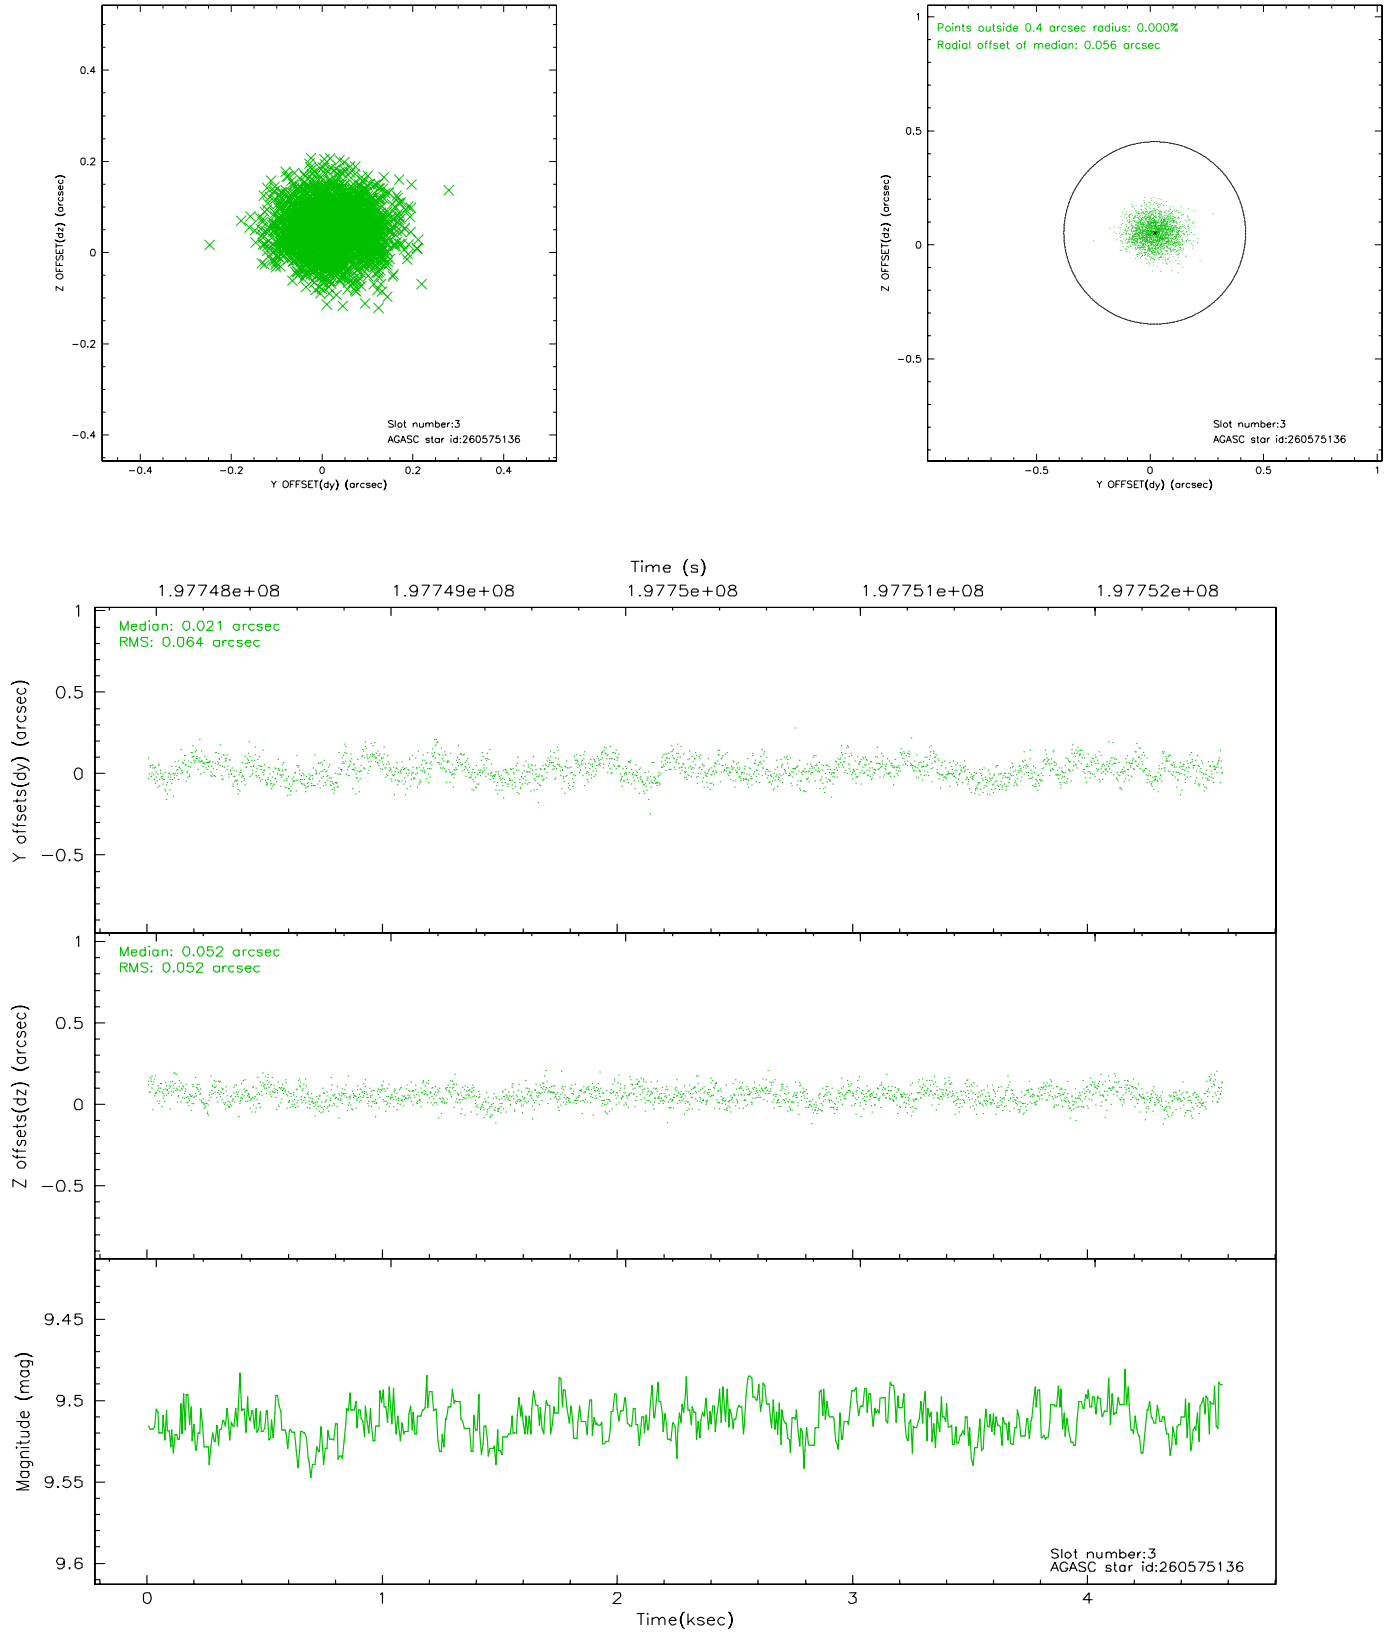 0.4
0.2
0
-0.2
-0.4
Z OFFSET(dz) (arcsec)
Slot number:3
AGASC star id:260575136
-0.4
-0.2
0
0.2
0.4
Y OFFSET(dy) (arcsec)
Points outside 0.4 arcsec radius: 0.000%
Radial offset of median: 0.056 arcsec
1
0.5
0
-0.5
Z OFFSET(dz) (arcsec)
Slot number:3
AGASC star id:260575136
-0.5
0
0.5
1
Y OFFSET(dy) (arcsec)
Time (s)
1.97748e+08
1.97749e+08
1.9775e+08
1.97751e+08
1.97752e+08
Median: 0.021 arcsec
RMS: 0.064 arcsec
1
0.5
0
-0.5
Y offsets(dy) (arcsec)
Median: 0.052 arcsec
RMS: 0.052 arcsec
1
0.5
0
-0.5
Z offsets(dz) (arcsec)
9.45
9.5
9.55
9.6
Magnitude (mag)
Slot number:3
AGASC star id:260575136
0
1
2
3
4
Time(ksec)